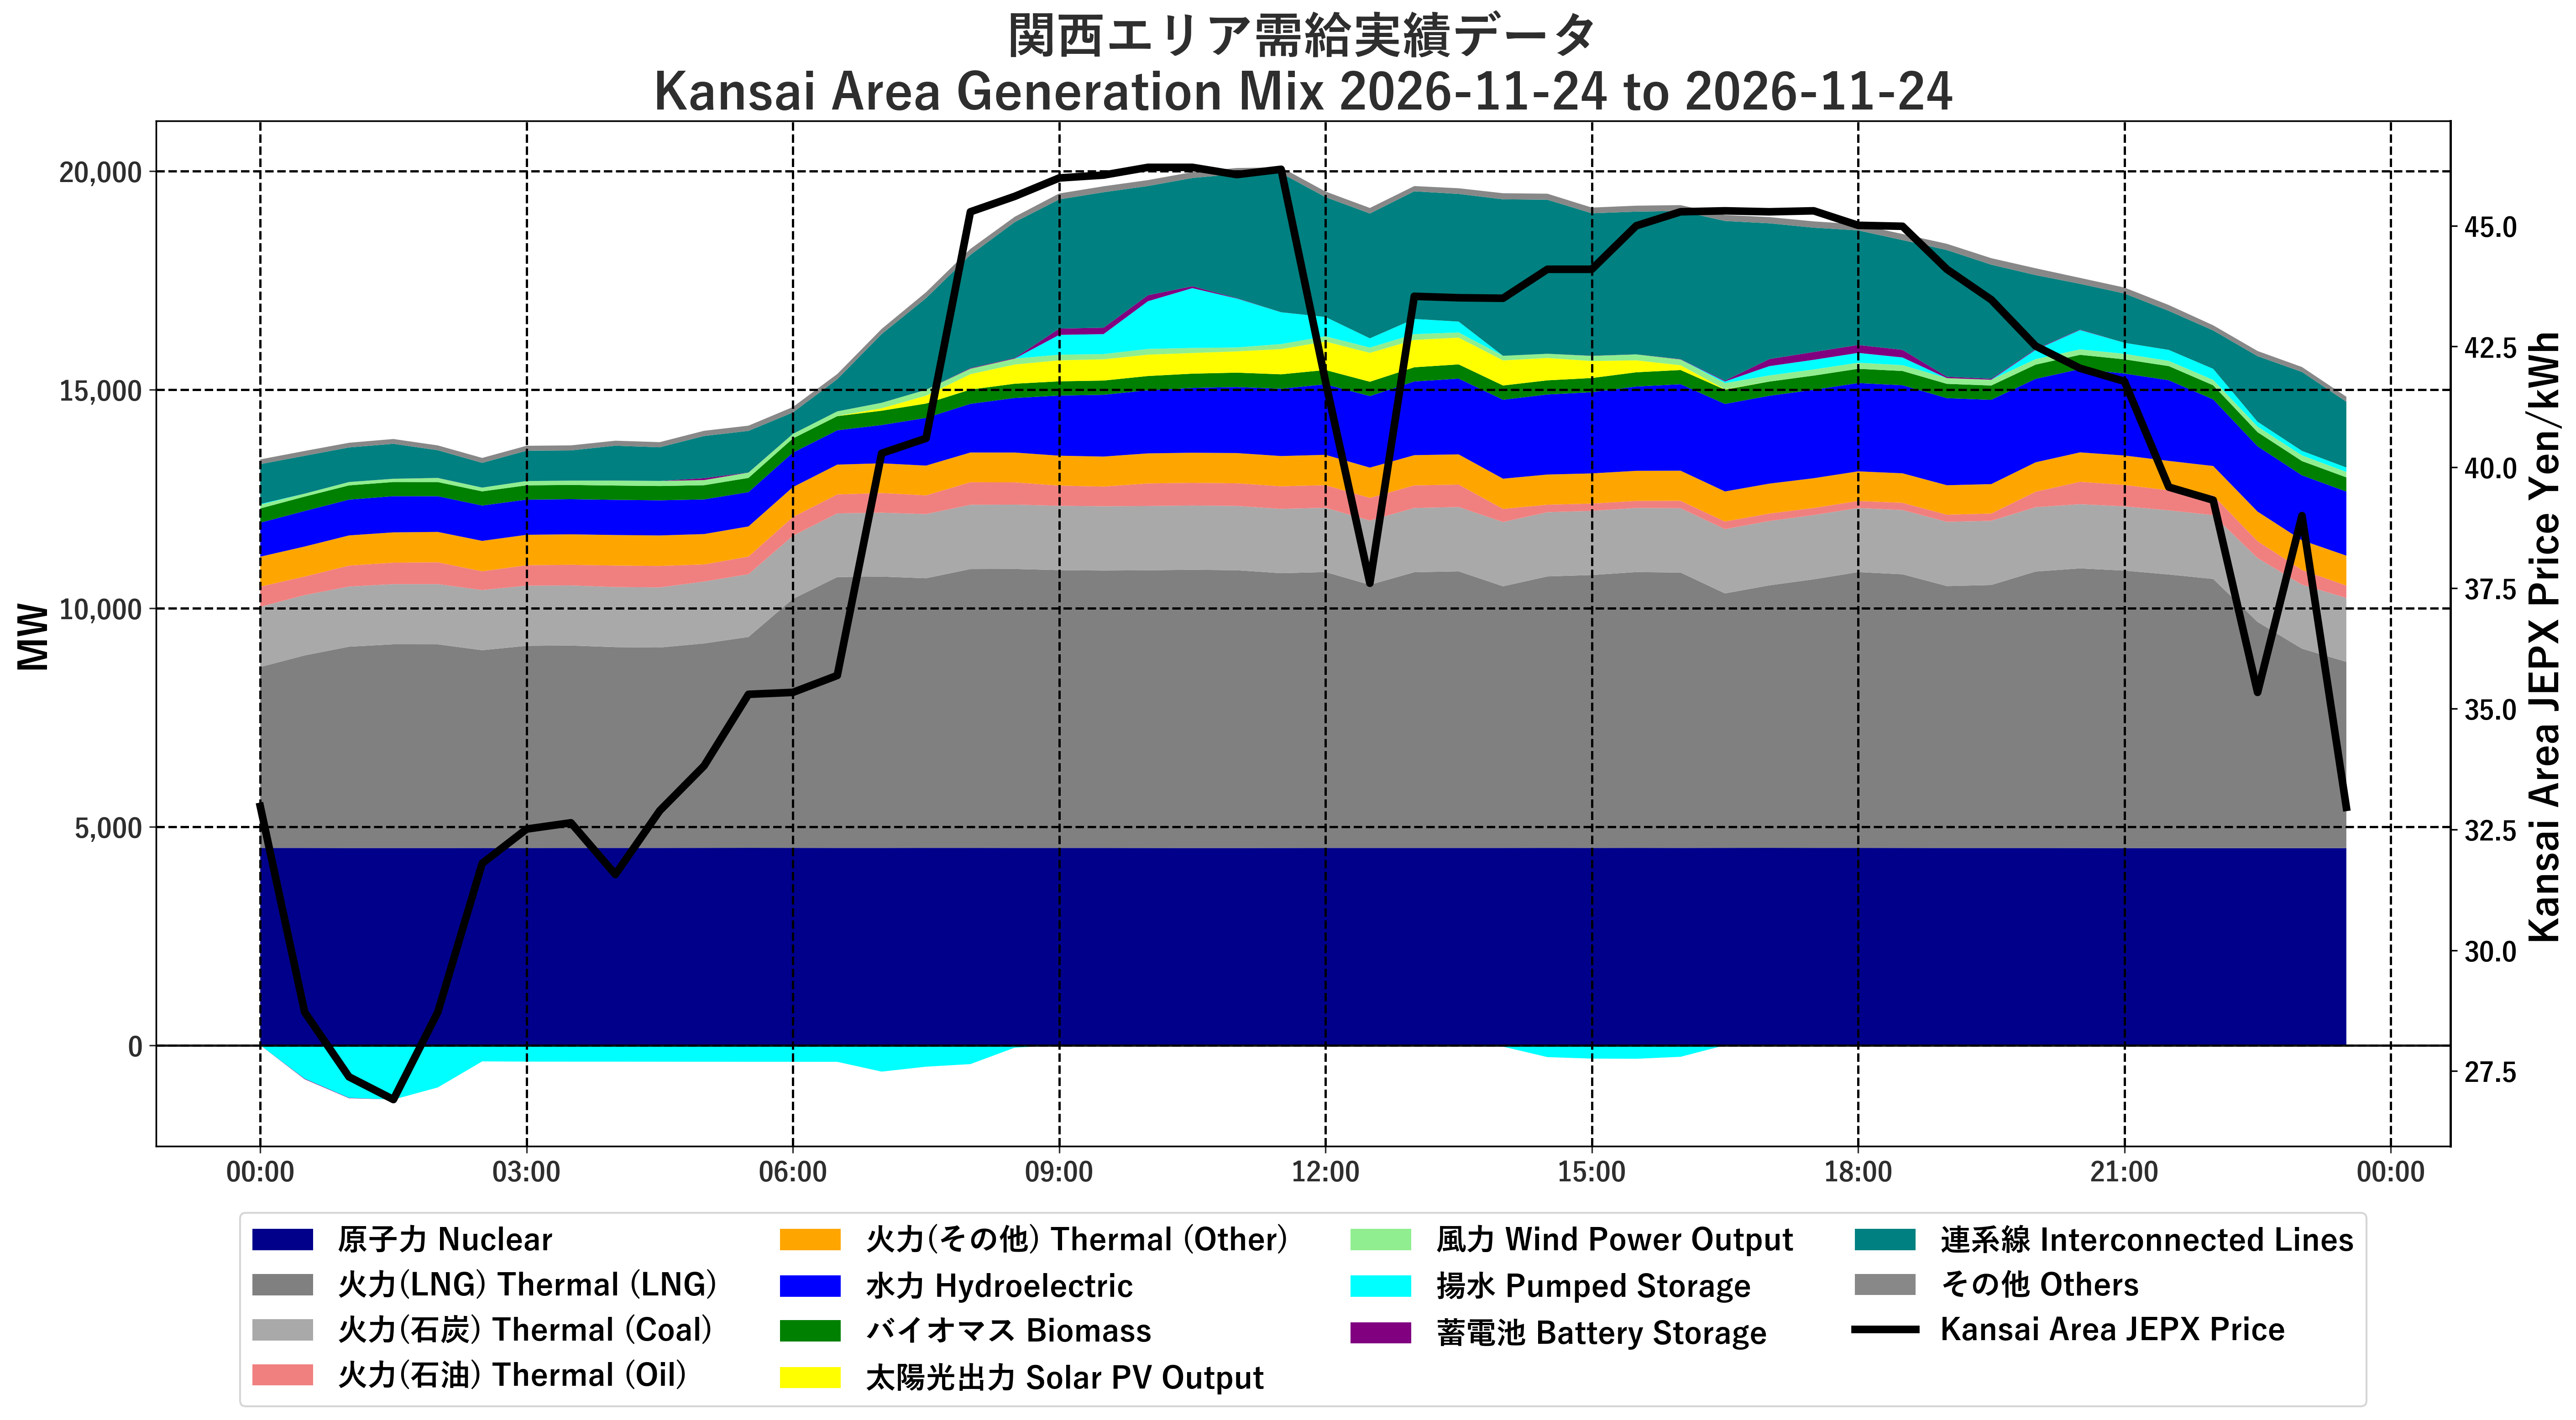 関西エリア需給実績データ
Kansai Area Generation Mix 2026-11-24 to 2026-11-24
MW
20,000
15,000
10,000
5,000
0
45.0
42.5
40.0
37.5
35.0
32.5
30.0
27.5
Kansai Area JEPX Price Yen/kWh
00:00 03:00 06:00 09:00 12:00 15:00 18:00 21:00 00:00
原子力 Nuclear
火力(LNG) Thermal (LNG)
火力(石炭) Thermal (Coal)
火力(石油) Thermal (Oil)
火力(その他) Thermal (Other)
水力 Hydroelectric
バイオマス Biomass
太陽光出力 Solar PV Output
風力 Wind Power Output
揚水 Pumped Storage
蓄電池 Battery Storage
連系線 Interconnected Lines
その他 Others
Kansai Area JEPX Price